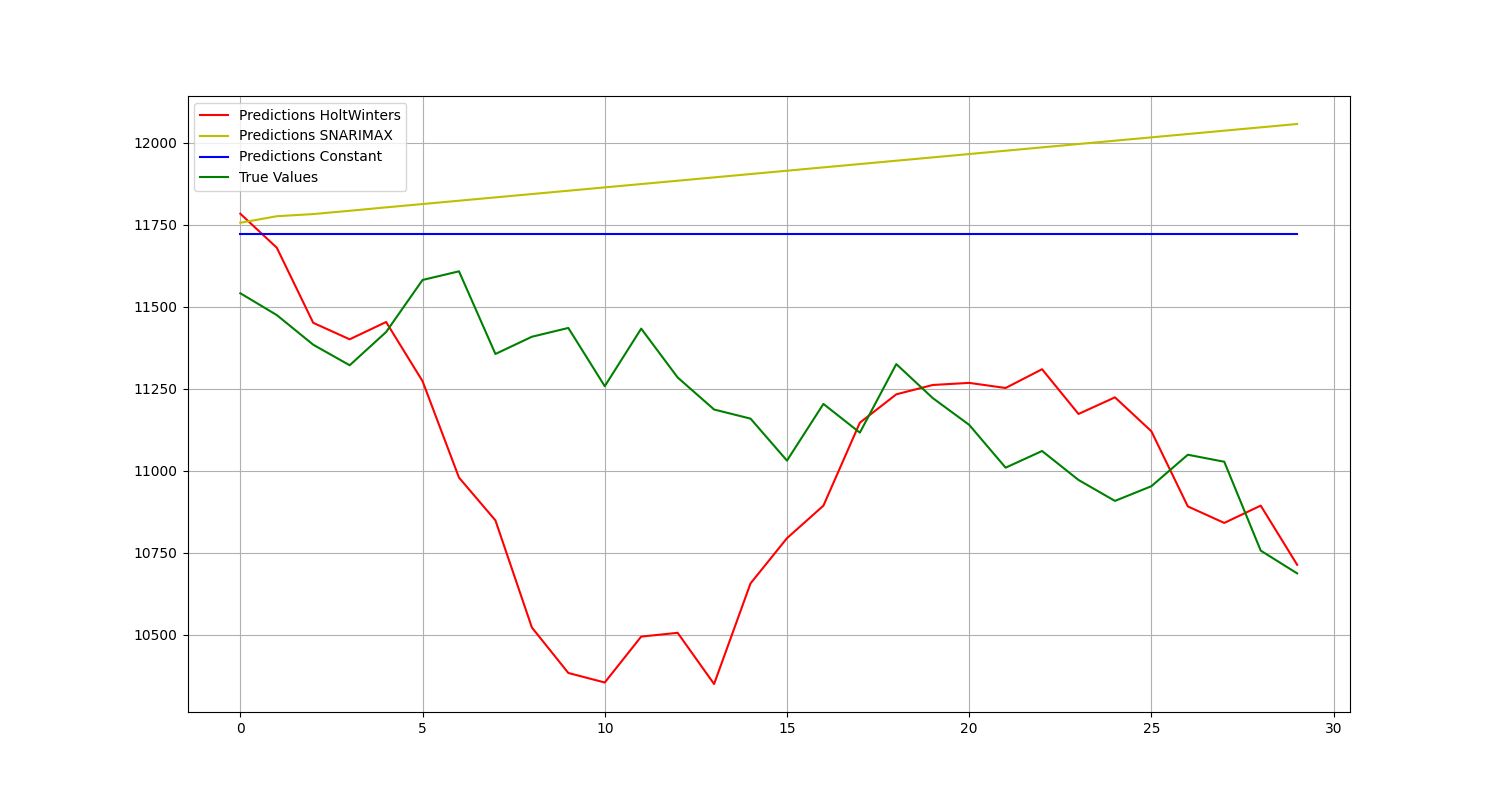 Predictions HoltWinters
Predictions SNARIMAX
Predictions Constant
True Values
12000
11750
11500
11250
11000
10750
10500
0 5 10 15 20 25 30